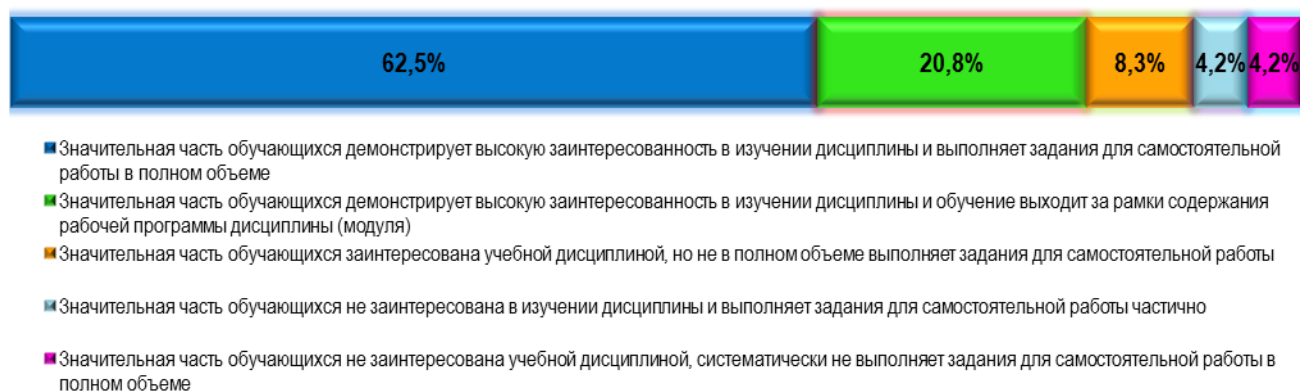 62,5% 20,8% 8,3% 4,2% 4,2%
Значительная часть обучающихся демонстрирует высокую заинтересованность в изучении дисциплины и выполняет задания для самостоятельной
работы в полном объеме
Значительная часть обучающихся демонстрирует высокую заинтересованность в изучении дисциплины и обучение выходит за рамки содержания
рабочей программы дисциплины (модуля)
Значительная часть обучающихся заинтересована учебной дисциплиной, но не в полном объеме выполняет задания для самостоятельной работы
Значительная часть обучающихся не заинтересована в изучении дисциплины и выполняет задания для самостоятельной работы частично
Значительная часть обучающихся не заинтересована учебной дисциплиной, систематически не выполняет задания для самостоятельной работы в
полном объеме